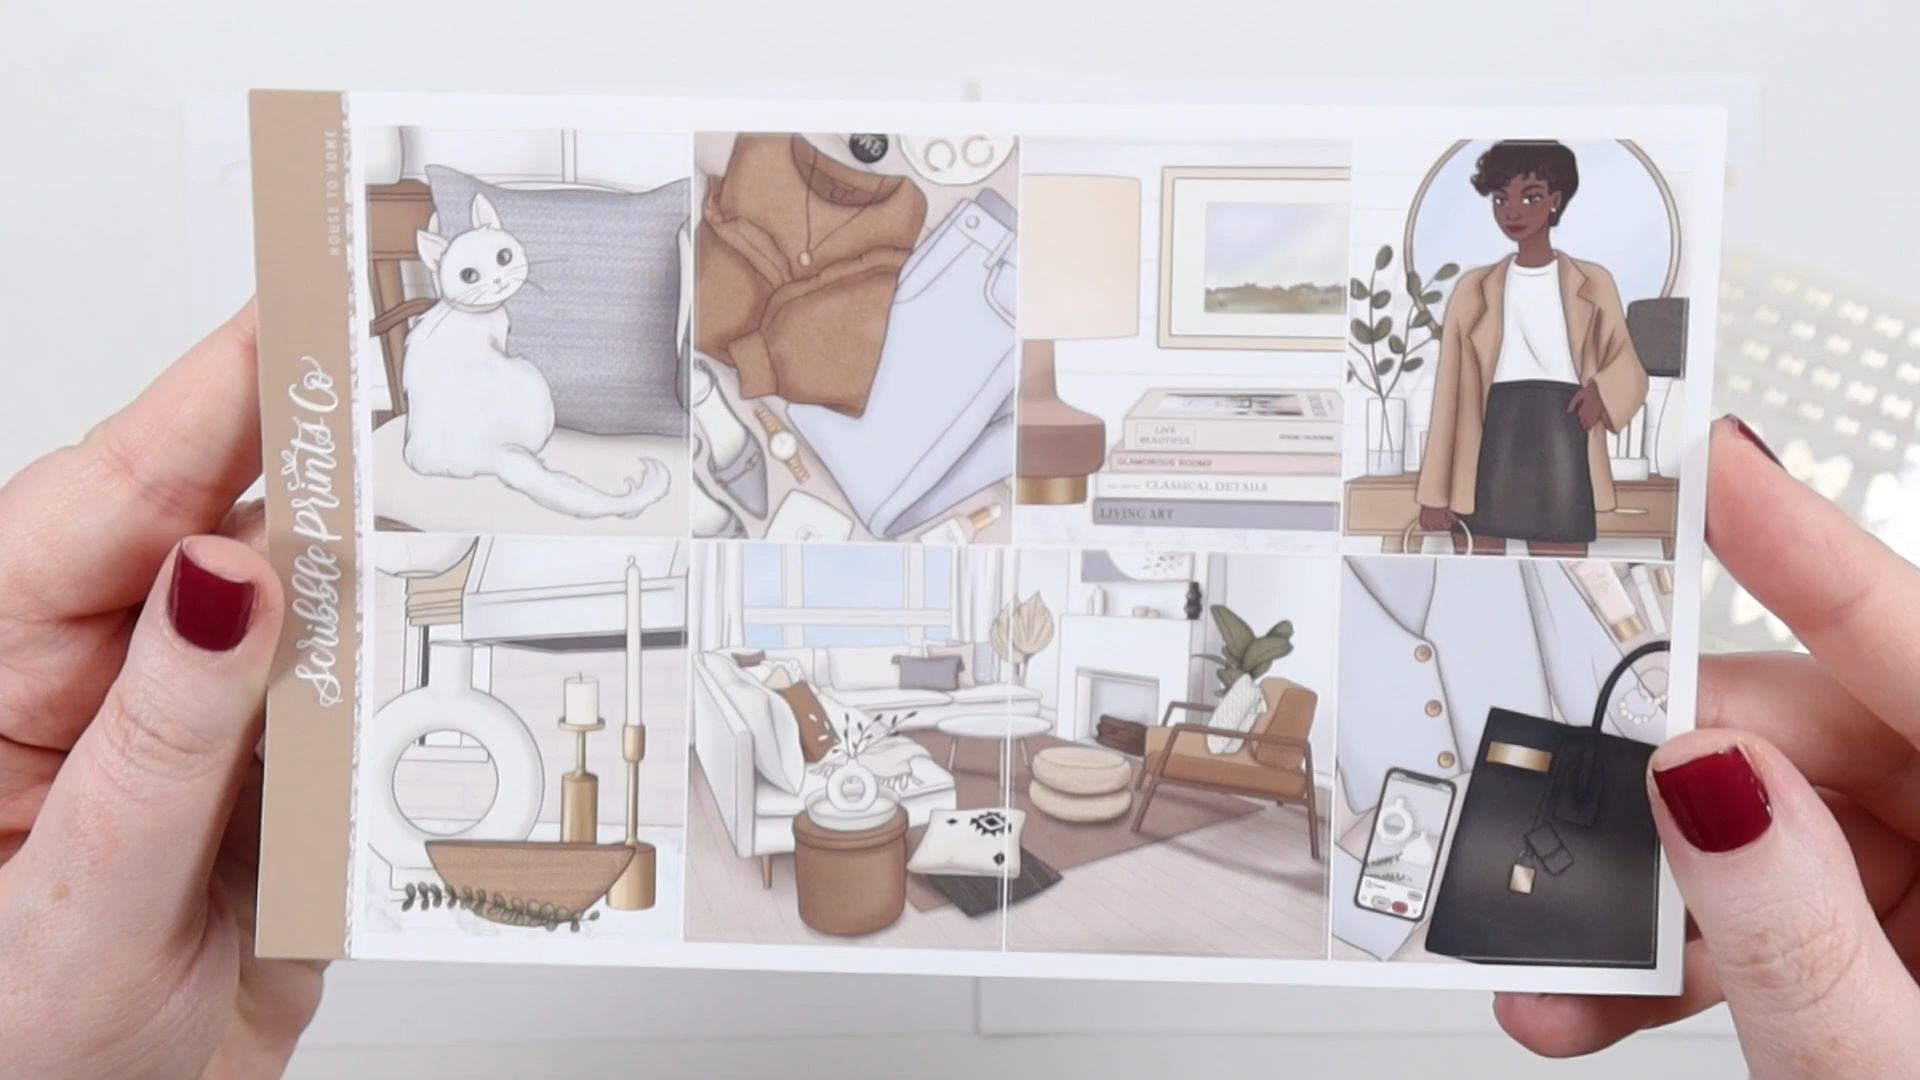 HOUSE TO HOME
Scribble Prints Co
LIVE
BEAUTIFUL
GLAMOROUS ROOMS
CLASSICAL DETAILS
LIVING ART